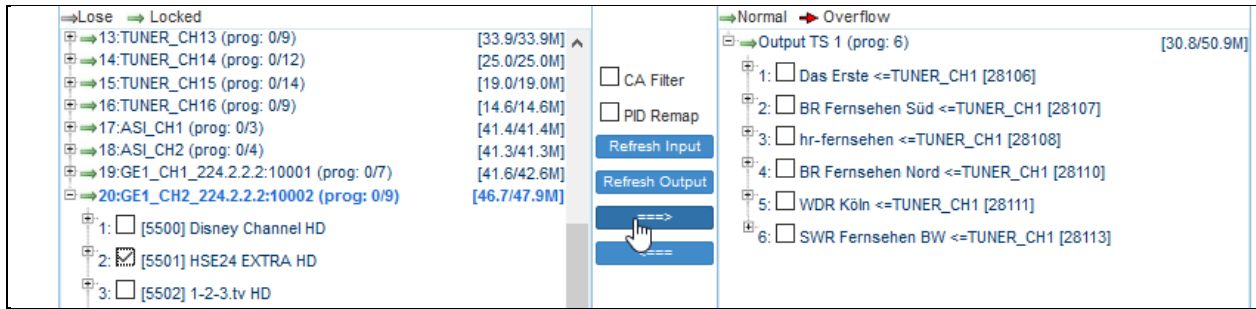 Lose Locked
13:TUNER_CH13 (prog: 0/9) [33.9/33.9M]
14:TUNER_CH14 (prog: 0/12) [25.0/25.0M]
15:TUNER_CH15 (prog: 0/14) [19.0/19.0M]
16:TUNER_CH16 (prog: 0/9) [14.6/14.6M]
17:ASI_CH1 (prog: 0/3) [41.4/41.4M]
18:ASI_CH2 (prog: 0/4) [41.3/41.3M]
19:GE1_CH1_224.2.2.2:10001 (prog: 0/7) [41.6/42.6M]
20:GE1_CH2_224.2.2.2:10002 (prog: 0/9) [46.7/47.9M]
1: [5500] Disney Channel HD
2: [5501] HSE24 EXTRA HD
3: [5502] 1-2-3.tv HD
CA Filter
PID Remap
Refresh Input
Refresh Output
===>
<===
Normal Overflow
Output TS 1 (prog: 6) [30.8/50.9M]
1: Das Erste <=TUNER_CH1 [28106]
2: BR Fernsehen Süd <=TUNER_CH1 [28107]
3: hr-fernsehen <=TUNER_CH1 [28108]
4: BR Fernsehen Nord <=TUNER_CH1 [28110]
5: WDR Köln <=TUNER_CH1 [28111]
6: SWR Fernsehen BW <=TUNER_CH1 [28113]